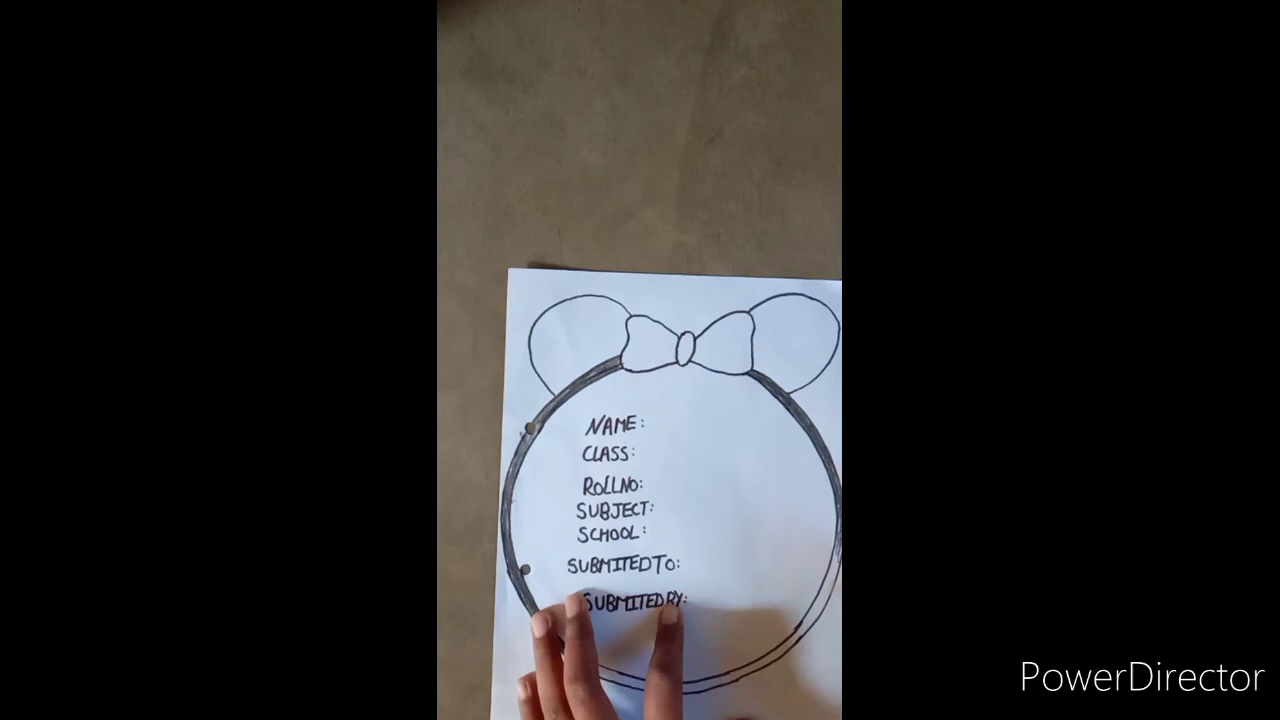 NAME:
CLASS:
ROLLNO:
SUBJECT:
SCHOOL:
SUBMITEDTO:
SUBMITEDBY:
PowerDirector